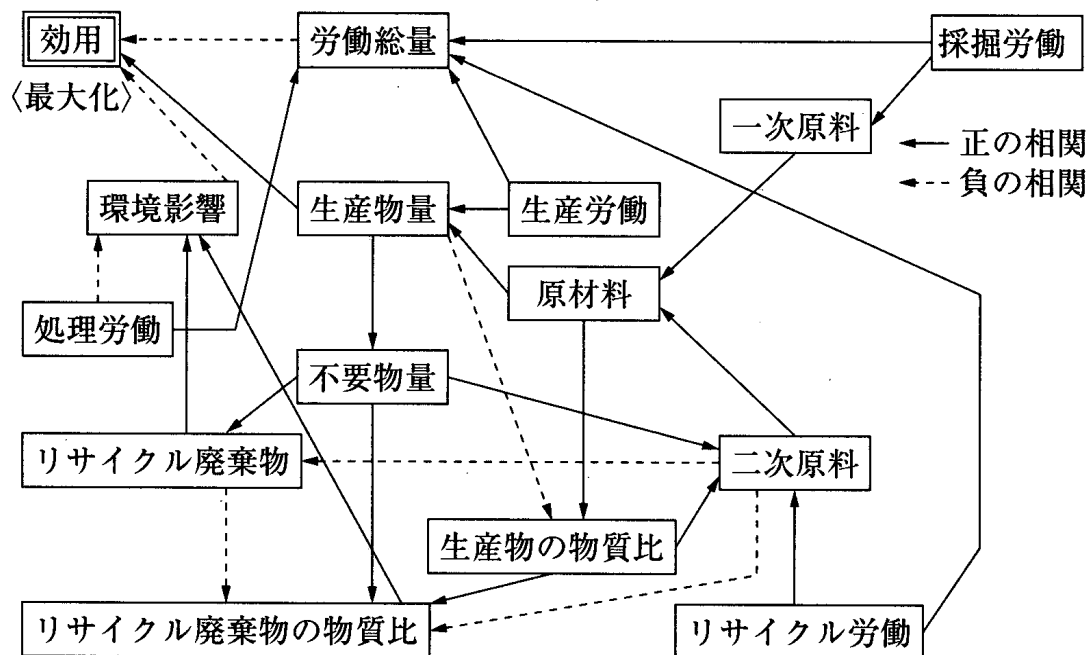 効用
労働総量
採掘労働
〈最大化〉
一次原料
正の相関
負の相関
環境影響
生産物量
生産労働
原材料
処理労働
不要物量
リサイクル廃棄物
二次原料
生産物の物質比
リサイクル廃棄物の物質比
リサイクル労働